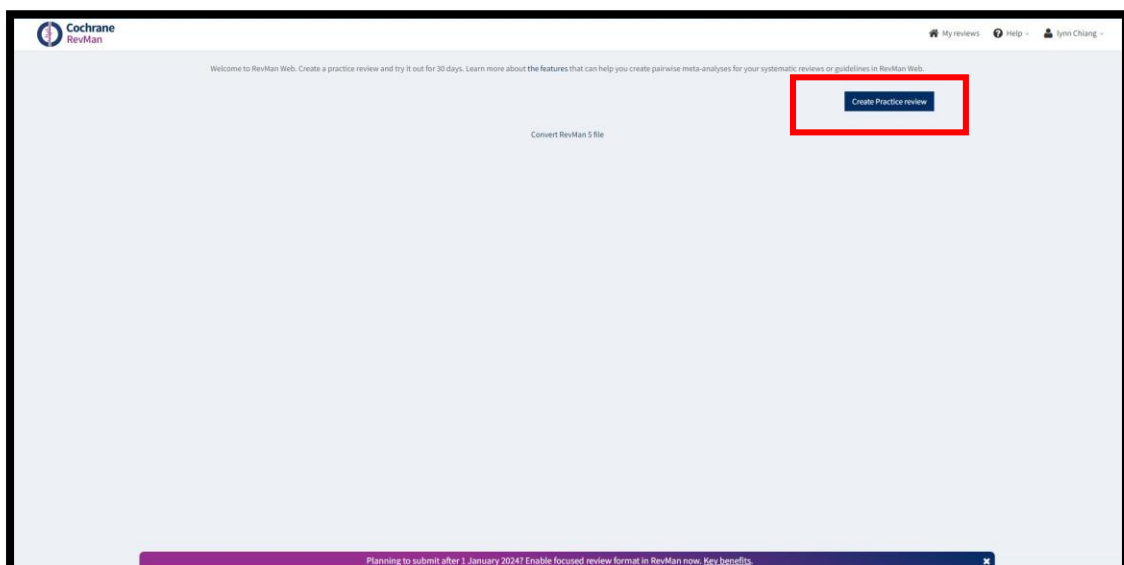 Cochrane
RevMan
My reviews
Help
lynn Chiang
Welcome to RevMan Web. Create a practice review and try it out for 30 days. Learn more about the features that can help you create pairwise meta-analyses for your systematic reviews or guidelines in RevMan Web.
Create Practice review
Convert RevMan 5 file
Planning to submit after 1 January 2024? Enable focused review format in RevMan now. Key benefits.